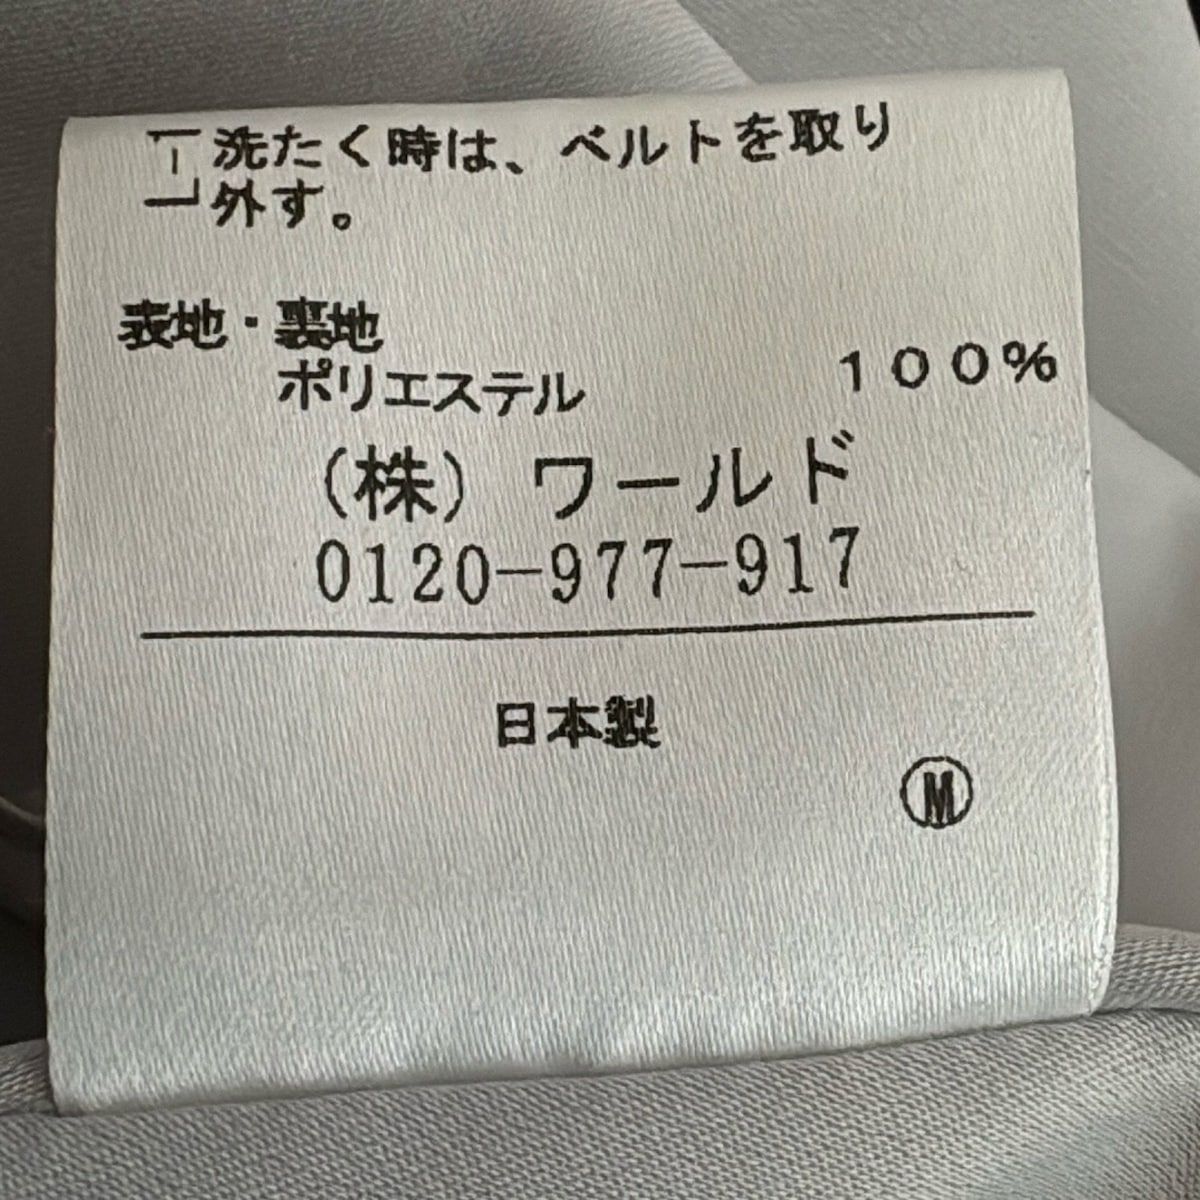 洗たく時は、ベルトを取り
外す。
表地・裏地
ポリエステル 100%
(株) ワールド
0120-977-917
日本製
Ⓜ